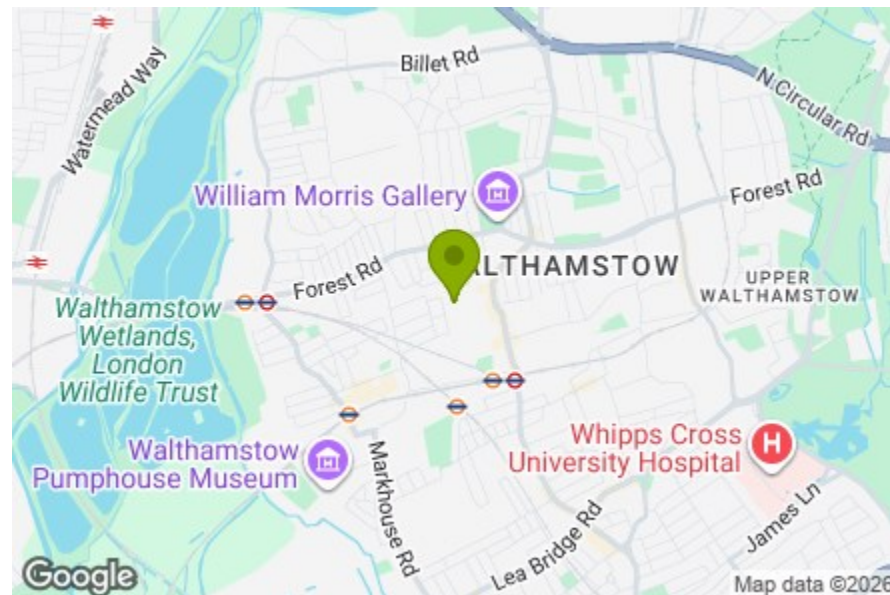 Billet Rd
Watermead Way
N Circular Rd
William Morris Gallery
Forest Rd
ALTHAMSTOW
Forest Rd
UPPER
WALTHAMSTOW
Walthamstow
Wetlands,
London
Wildlife Trust
Whipps Cross
University Hospital
H
Walthamstow
Pumphouse Museum
Markhouse Rd
James Ln
Lea Bridge Rd
Google
Map data ©2026